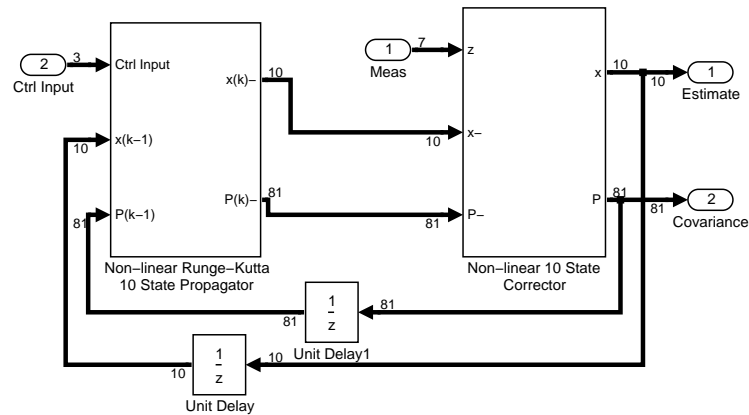 2
Ctrl Input
3
Ctrl Input
x(k−1)
10
P(k−1)
81
x(k)−
10
P(k)−
81
Non−linear Runge−Kutta
10 State Propagator
1
Meas
7
z
x−
10
P−
81
x
10
10
P
81
81
Non−linear 10 State
Corrector
1
Estimate
2
Covariance
1
z
81
81
Unit Delay1
1
z
10
10
Unit Delay